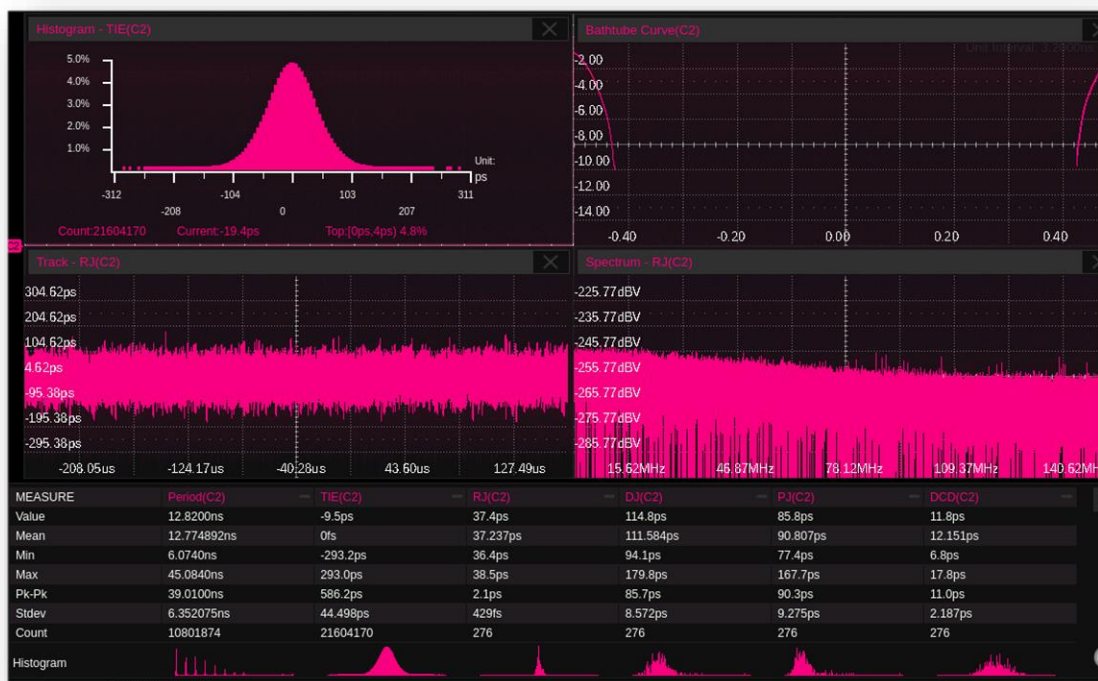 Histogram - TIE(C2)
5.0%
4.0%
3.0%
2.0%
1.0%
Unit:
ps
-312 -104 103 311
-208 0 207
Count:21604170 Current:-19.4ps Top:[0ps,4ps) 4.8%
Bathtube Curve(C2)
Unit Interval: 3.2000ns
-2.00
-4.00
-6.00
-8.00
-10.00
-12.00
-14.00
-0.40 -0.20 0.00 0.20 0.40
C2
Track - RJ(C2)
304.62ps
204.62ps
104.62ps
4.62ps
-95.38ps
-195.38ps
-295.38ps
-208.05us -124.17us -40.28us 43.60us 127.49us
Spectrum - RJ(C2)
-225.77dBV
-235.77dBV
-245.77dBV
-255.77dBV
-265.77dBV
-275.77dBV
-285.77dBV
15.62MHz 46.87MHz 78.12MHz 109.37MHz 140.62MHz
MEASURE Period(C2) TIE(C2) RJ(C2) DJ(C2) PJ(C2) DCD(C2)
Value 12.8200ns -9.5ps 37.4ps 114.8ps 85.8ps 11.8ps
Mean 12.774892ns 0fs 37.237ps 111.584ps 90.807ps 12.151ps
Min 6.0740ns -293.2ps 36.4ps 94.1ps 77.4ps 6.8ps
Max 45.0840ns 293.0ps 38.5ps 179.8ps 167.7ps 17.8ps
Pk-Pk 39.0100ns 586.2ps 2.1ps 85.7ps 90.3ps 11.0ps
Stdev 6.352075ns 44.498ps 429fs 8.572ps 9.275ps 2.187ps
Count 10801874 21604170 276 276 276 276
Histogram